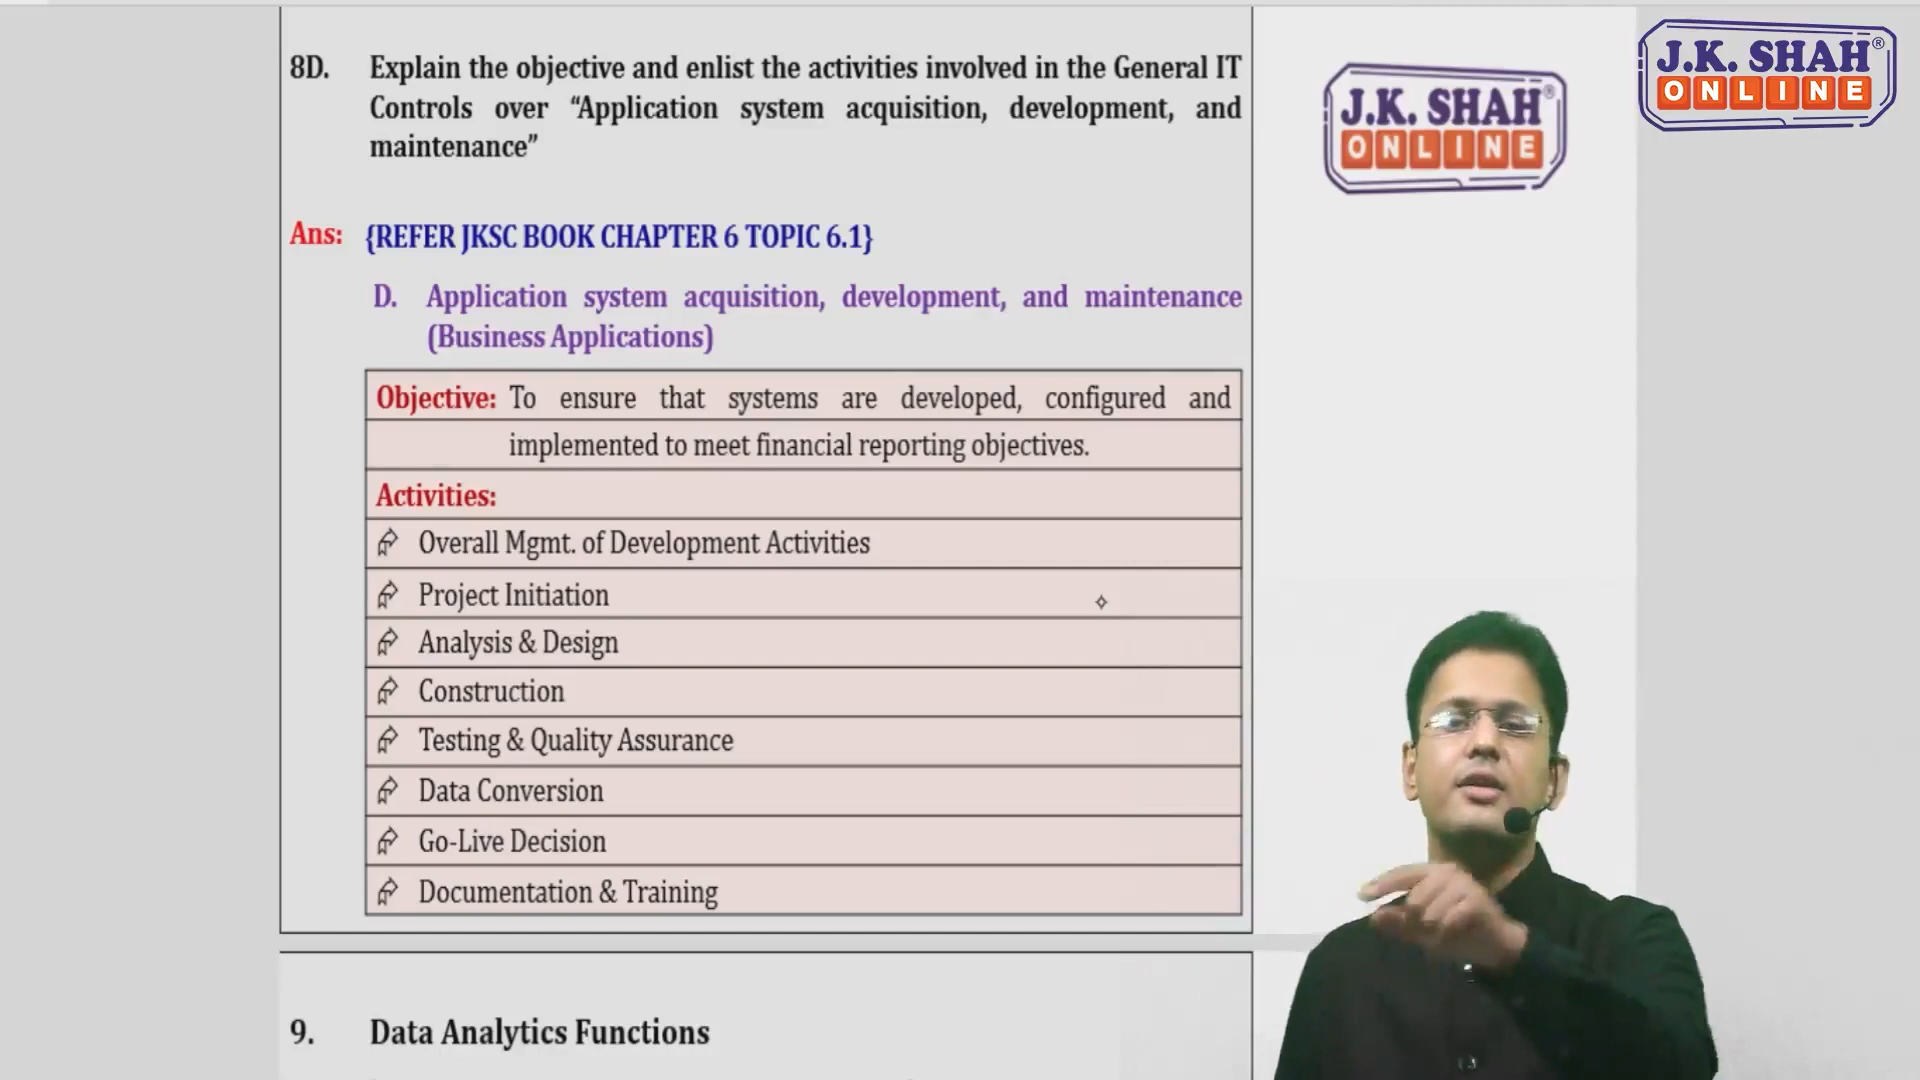 8D. Explain the objective and enlist the activities involved in the General IT
Controls over “Application system acquisition, development, and
maintenance”
Ans: {REFER JKSC BOOK CHAPTER 6 TOPIC 6.1}
D. Application system acquisition, development, and maintenance
(Business Applications)
Objective: To ensure that systems are developed, configured and
implemented to meet financial reporting objectives.
Activities:
Overall Mgmt. of Development Activities
Project Initiation
Analysis & Design
Construction
Testing & Quality Assurance
Data Conversion
Go-Live Decision
Documentation & Training
9. Data Analytics Functions
J.K. SHAH®
ONLINE
J.K. SHAH®
ONLINE